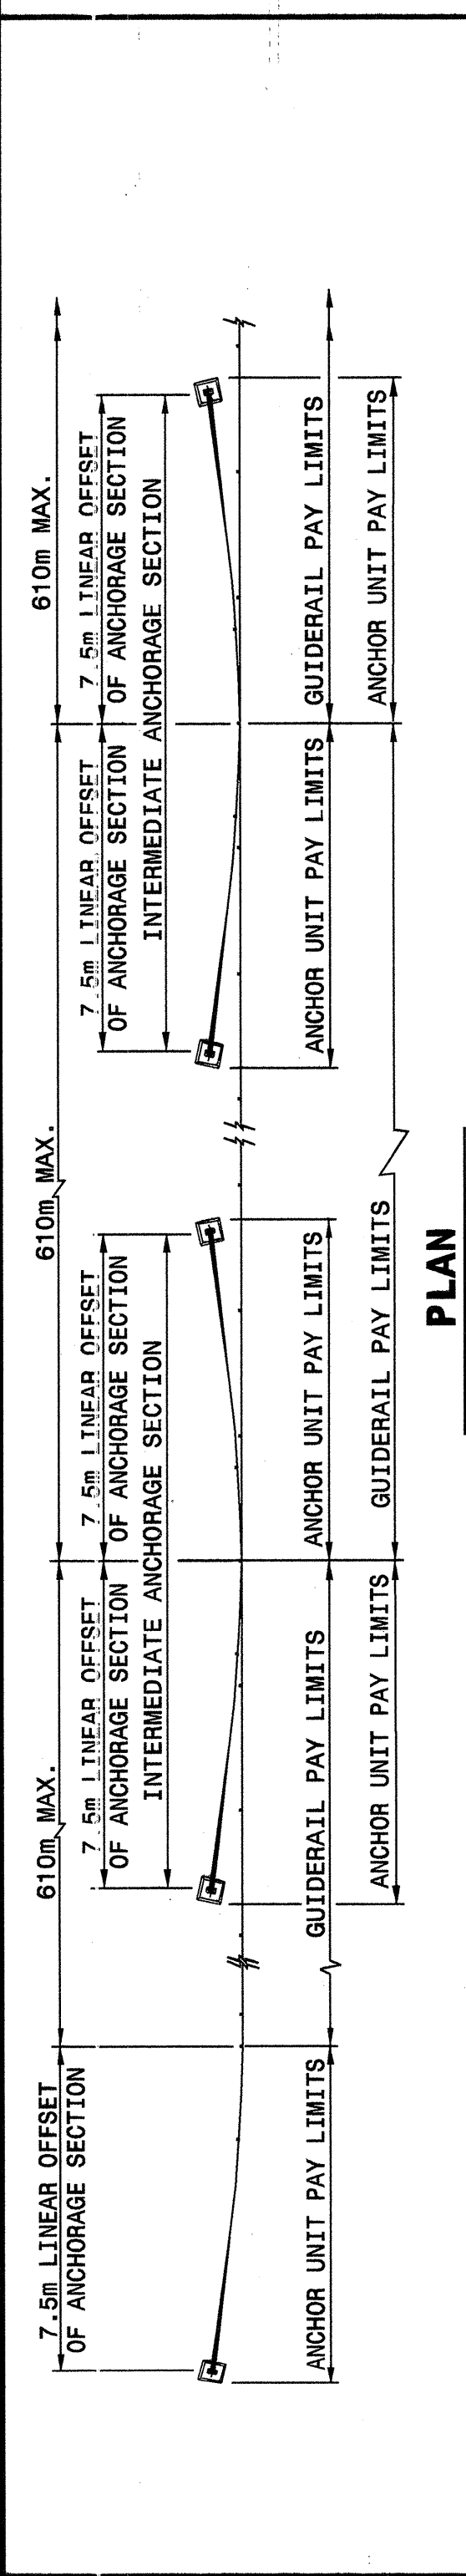 7.5m LINEAR OFFSET
OF ANCHORAGE SECTION
610m MAX.
610m MAX.
610m MAX.
7.5m LINEAR OFFSET
OF ANCHORAGE SECTION
7.5m LINEAR OFFSET
OF ANCHORAGE SECTION
INTERMEDIATE ANCHORAGE SECTION
7.5m LINEAR OFFSET
OF ANCHORAGE SECTION
7.5m LINEAR OFFSET
OF ANCHORAGE SECTION
INTERMEDIATE ANCHORAGE SECTION
ANCHOR UNIT PAY LIMITS
GUIDERAIL PAY LIMITS
ANCHOR UNIT PAY LIMITS
ANCHOR UNIT PAY LIMITS
GUIDERAIL PAY LIMITS
ANCHOR UNIT PAY LIMITS
GUIDERAIL PAY LIMITS
ANCHOR UNIT PAY LIMITS
PLAN